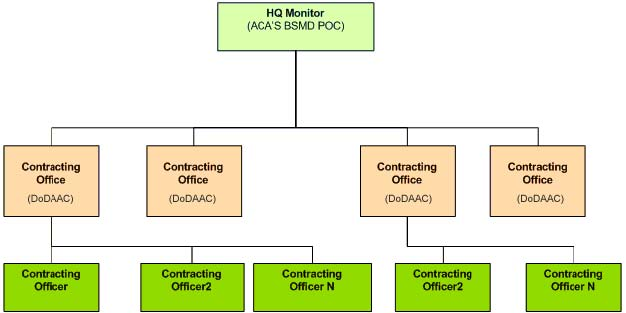 HQ Monitor
(ACA'S BSMD POC)
Contracting
Office
(DoDAAC)
Contracting
Office
(DoDAAC)
Contracting
Office
(DoDAAC)
Contracting
Office
(DoDAAC)
Contracting
Officer
Contracting
Officer2
Contracting
Officer N
Contracting
Officer2
Contracting
Officer N